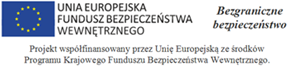 UNIA EUROPEJSKA
FUNDUSZ BEZPIECZEŃSTWA
WEWNĘTRZNEGO
Bezgraniczne
bezpieczeństwo
Projekt współfinansowany przez Unię Europejską ze środków
Programu Krajowego Funduszu Bezpieczeństwa Wewnętrznego.